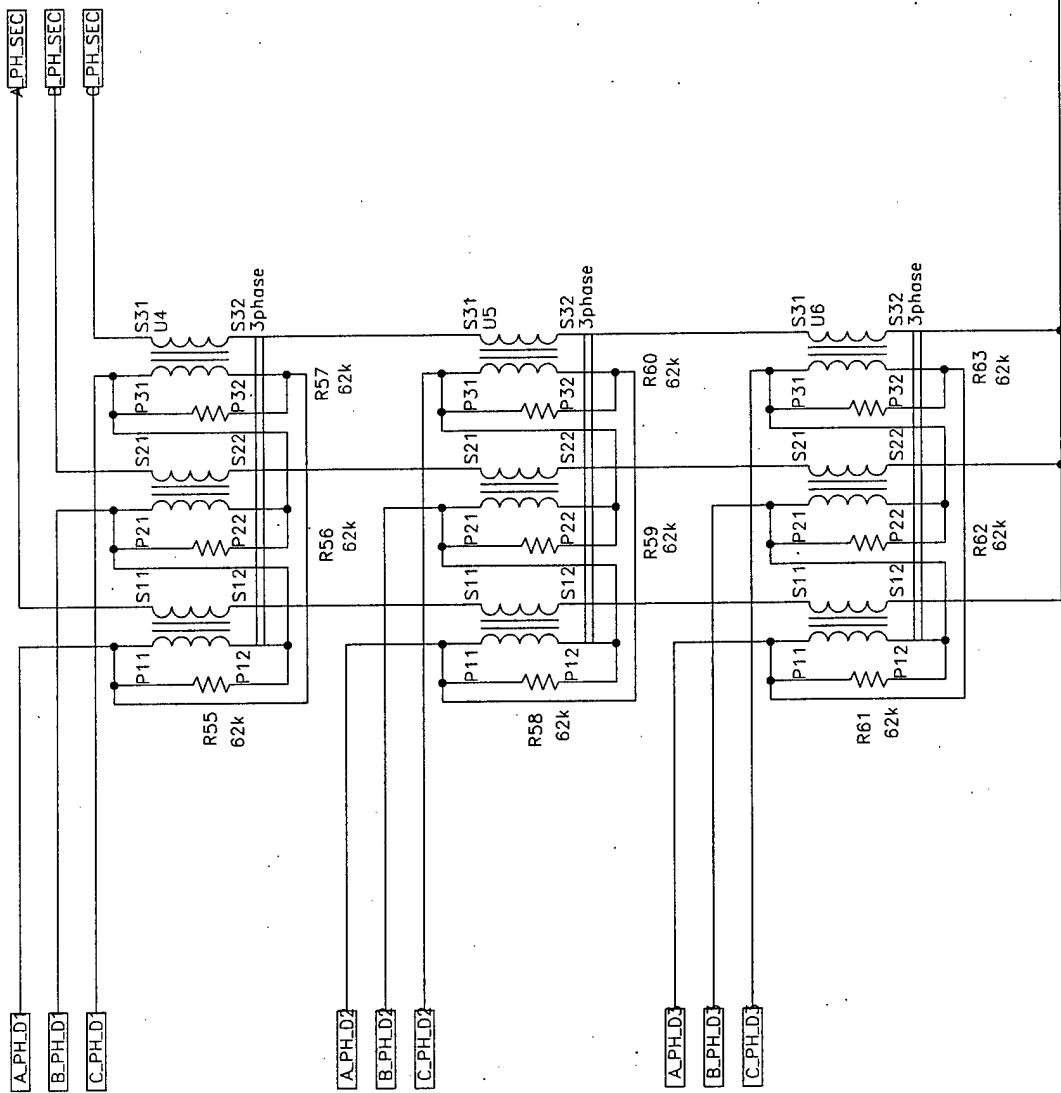 A_PH_D1
A_PH_SEC
B_PH_D1
B_PH_SEC
C_PH_D1
C_PH_SEC
P11
S11
P21
S21
P31
S31
U4
P12
S12
P22
S22
P32
S32
3phase
R55
62k
R56
62k
R57
62k
A_PH_D2
B_PH_D2
C_PH_D2
P11
S11
P21
S21
P31
S31
U5
P12
S12
P22
S22
P32
S32
3phase
R58
62k
R59
62k
R60
62k
A_PH_D3
B_PH_D3
C_PH_D3
P11
S11
P21
S21
P31
S31
U6
P12
S12
P22
S22
P32
S32
3phase
R61
62k
R62
62k
R63
62k